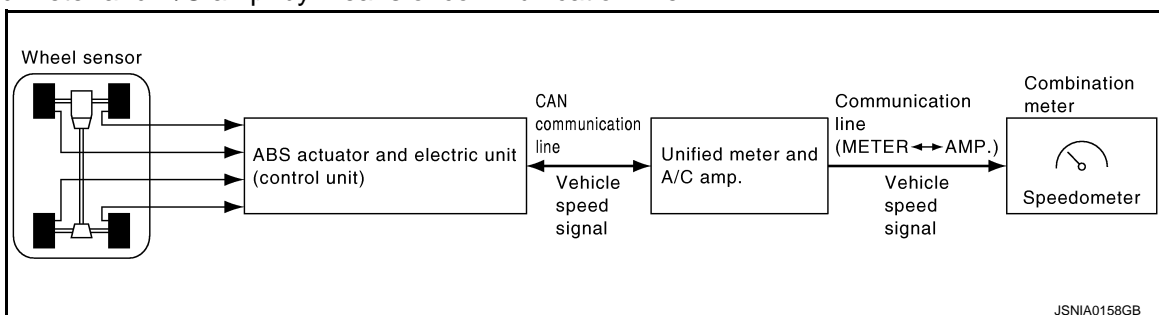 Wheel sensor
ABS actuator and electric unit
(control unit)
CAN
communication
line
Vehicle
speed
signal
Unified meter and
A/C amp.
Communication
line
(METER↔AMP.)
Vehicle
speed
signal
Combination
meter
Speedometer
JSNIA0158GB